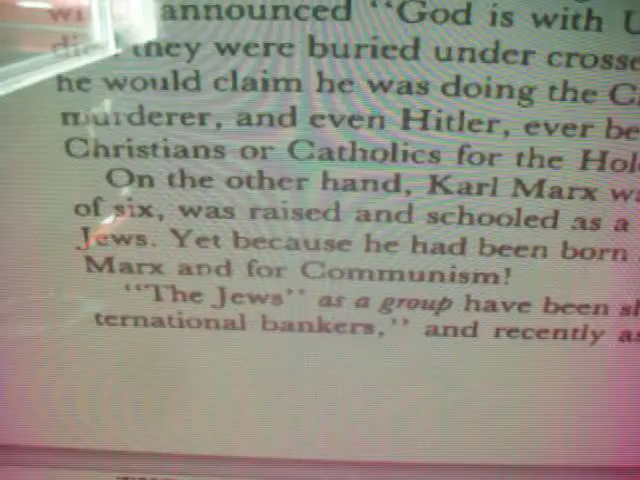 announced "God is with U
they were buried under crosse
he would claim he was doing the C
murderer, and even Hitler, ever be
Christians or Catholics for the Hol
On the other hand, Karl Marx wa
of six, was raised and schooled as a
Jews. Yet because he had been born
Marx and for Communism!
"The Jews" as a group have been sl
ternational bankers," and recently as